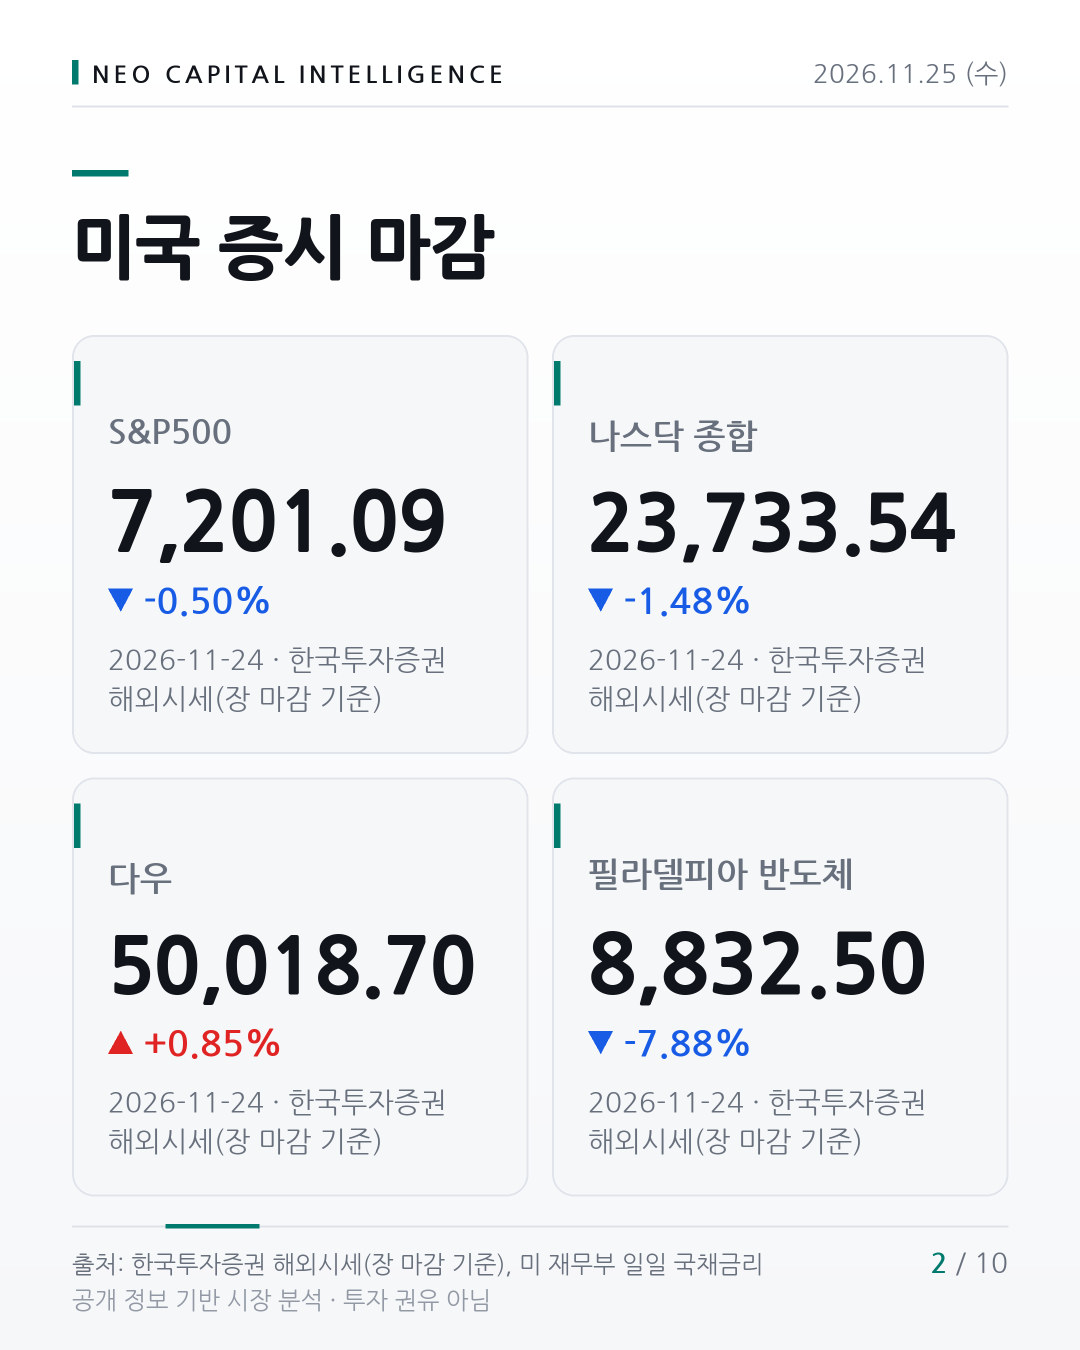 NEO CAPITAL INTELLIGENCE
2026.11.25 (수)
미국 증시 마감
S&P500
7,201.09
▼ -0.50%
2026-11-24 · 한국투자증권
해외시세(장 마감 기준)
나스닥 종합
23,733.54
▼ -1.48%
2026-11-24 · 한국투자증권
해외시세(장 마감 기준)
다우
50,018.70
▲ +0.85%
2026-11-24 · 한국투자증권
해외시세(장 마감 기준)
필라델피아 반도체
8,832.50
▼ -7.88%
2026-11-24 · 한국투자증권
해외시세(장 마감 기준)
출처: 한국투자증권 해외시세(장 마감 기준), 미 재무부 일일 국채금리
2 / 10
공개 정보 기반 시장 분석 · 투자 권유 아님